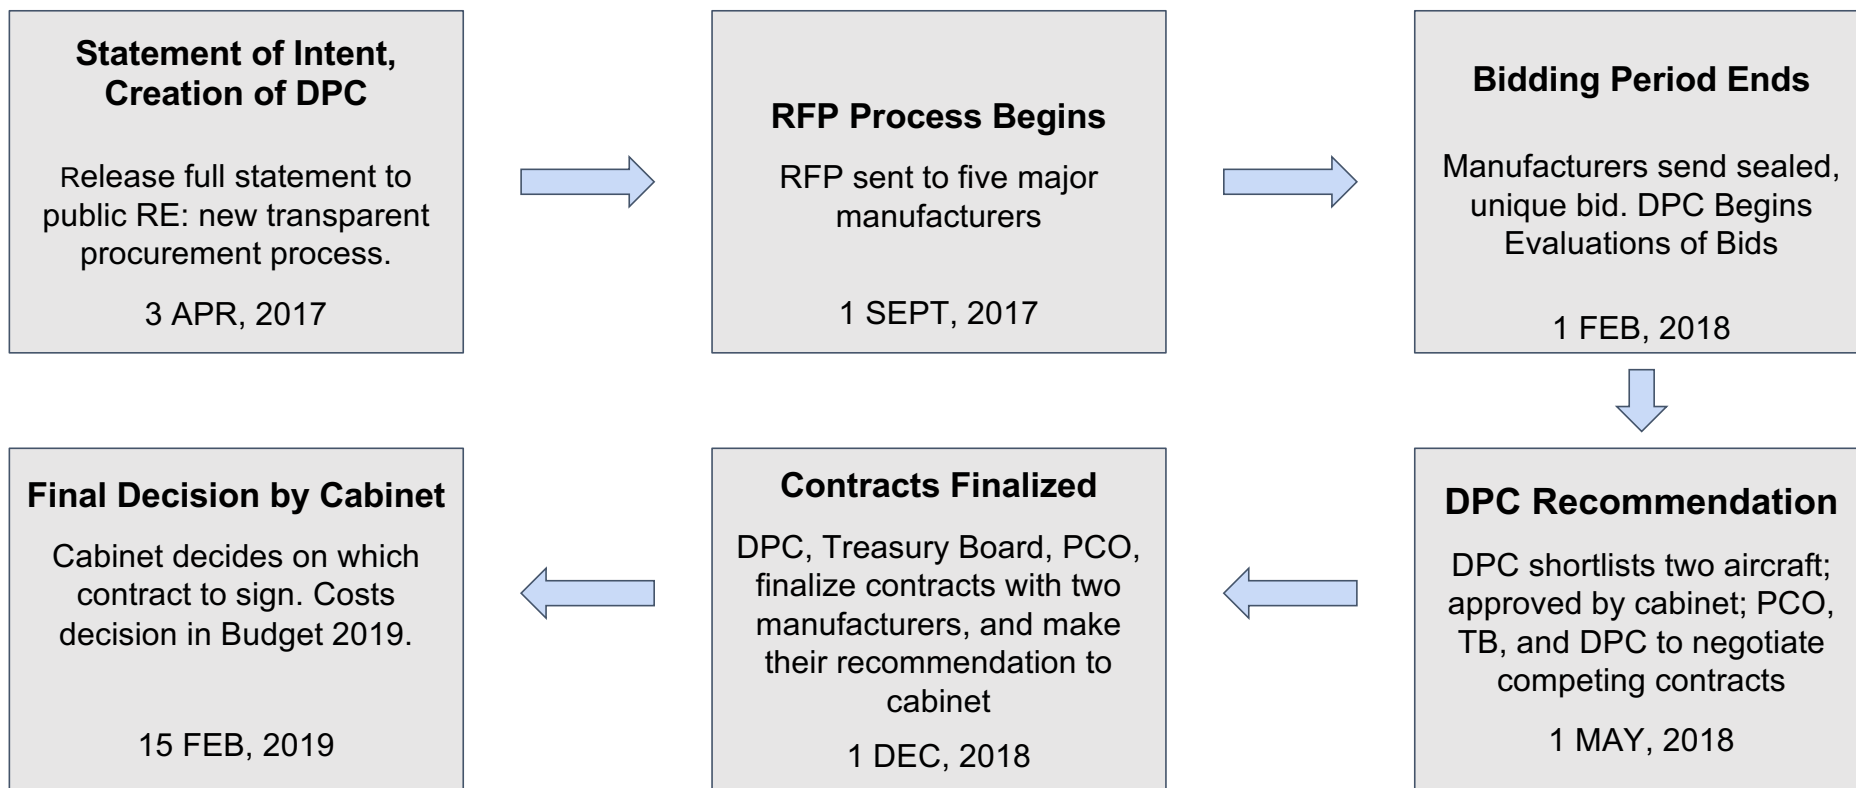 Statement of Intent,
Creation of DPC
Release full statement to
public RE: new transparent
procurement process.
3 APR, 2017
RFP Process Begins
RFP sent to five major
manufacturers
1 SEPT, 2017
Bidding Period Ends
Manufacturers send sealed,
unique bid. DPC Begins
Evaluations of Bids
1 FEB, 2018
DPC Recommendation
DPC shortlists two aircraft;
approved by cabinet; PCO,
TB, and DPC to negotiate
competing contracts
1 MAY, 2018
Contracts Finalized
DPC, Treasury Board, PCO,
finalize contracts with two
manufacturers, and make
their recommendation to
cabinet
1 DEC, 2018
Final Decision by Cabinet
Cabinet decides on which
contract to sign. Costs
decision in Budget 2019.
15 FEB, 2019